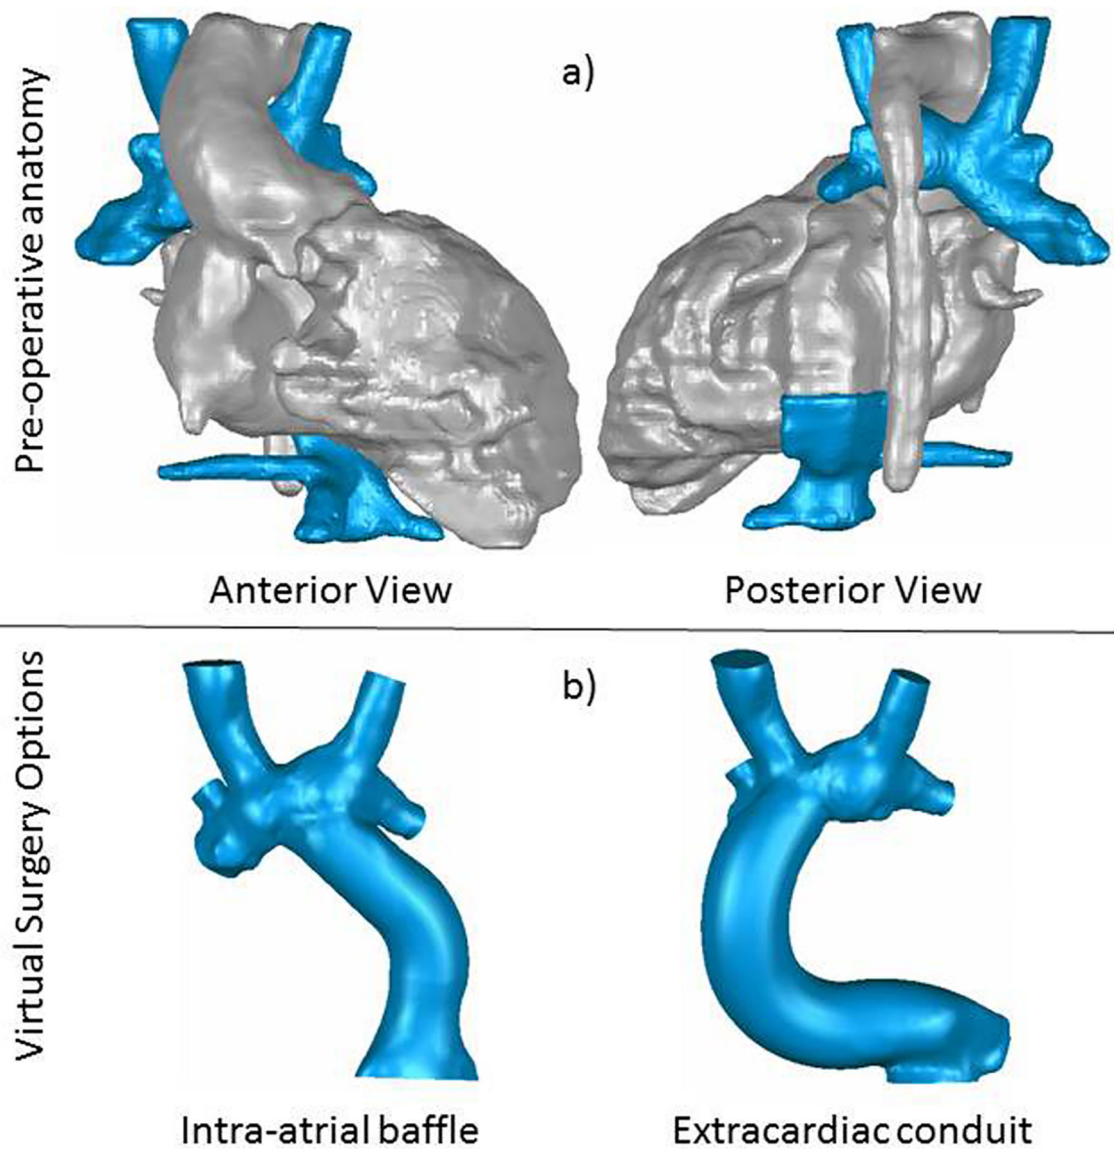 Pre-operative anatomy
a)
Anterior View
Posterior View
Virtual Surgery Options
b)
Intra-atrial baffle
Extracardiac conduit